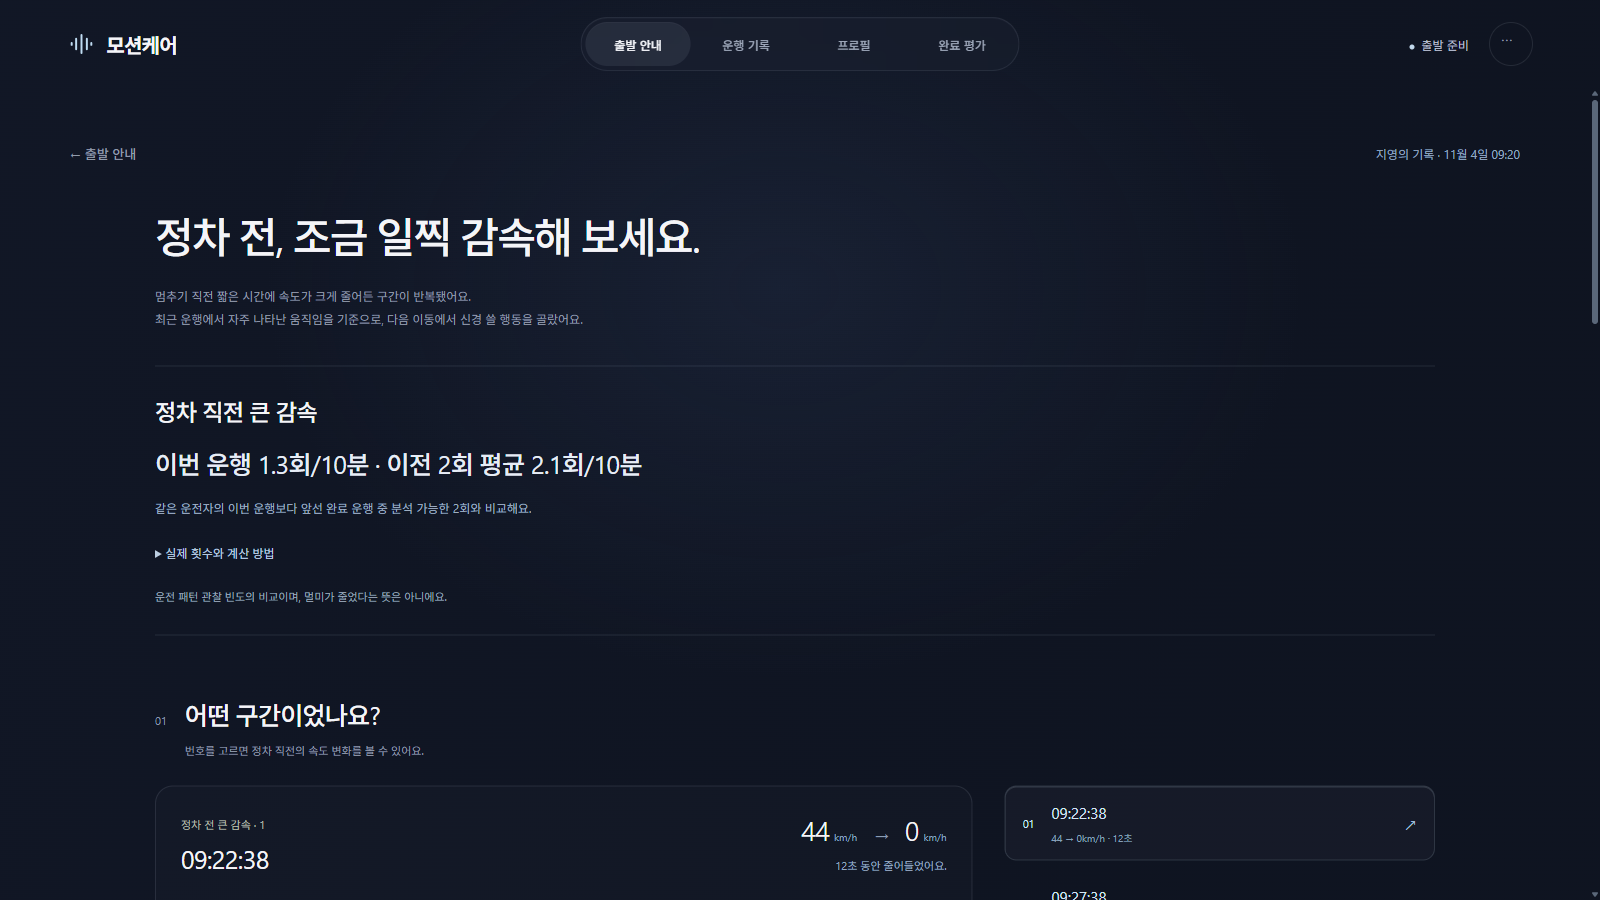 모션케어
출발 안내
운행 기록
프로필
완료 평가
● 출발 준비
...
← 출발 안내
지영의 기록 · 11월 4일 09:20
정차 전, 조금 일찍 감속해 보세요.
멈추기 직전 짧은 시간에 속도가 크게 줄어든 구간이 반복됐어요.
최근 운행에서 자주 나타난 움직임을 기준으로, 다음 이동에서 신경 쓸 행동을 골랐어요.
정차 직전 큰 감속
이번 운행 1.3회/10분 · 이전 2회 평균 2.1회/10분
같은 운전자의 이번 운행보다 앞선 완료 운행 중 분석 가능한 2회와 비교해요.
▶ 실제 횟수와 계산 방법
운전 패턴 관찰 빈도의 비교이며, 멀미가 줄었다는 뜻은 아니에요.
01 어떤 구간이었나요?
번호를 고르면 정차 직전의 속도 변화를 볼 수 있어요.
정차 전 큰 감속 · 1
09:22:38
44 km/h → 0 km/h
12초 동안 줄어들었어요.
01
09:22:38
44 → 0km/h · 12초
↗
09:27:38